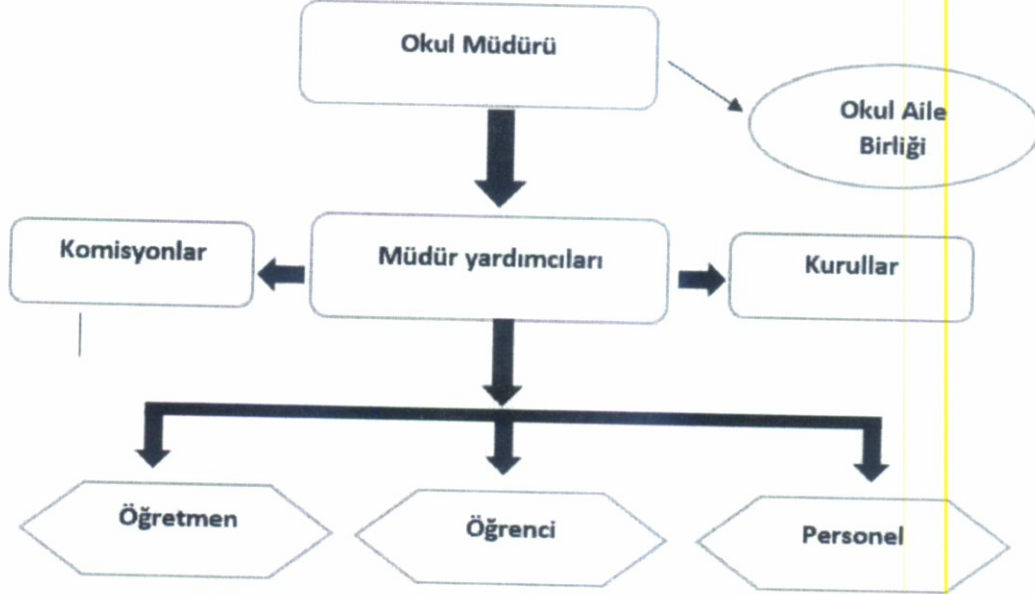 Okul Müdürü
Okul Aile
Birliği
Komisyonlar
Müdür yardımcıları
Kurullar
Öğretmen
Öğrenci
Personel